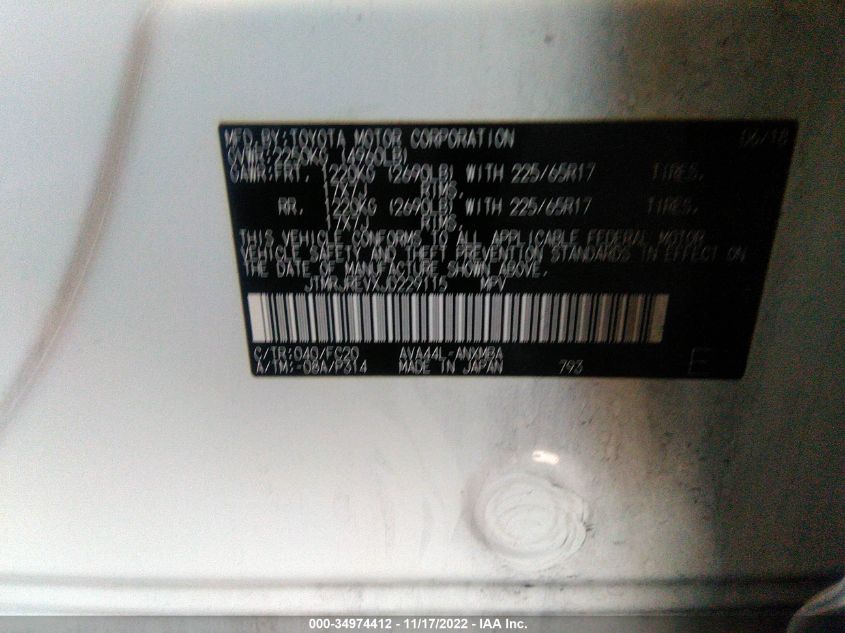 MFD. BY: TOYOTA MOTOR CORPORATION 06/18
GVWR: 2250KG (4960LB)
GAWR: FRT. 1220KG (2690LB) WITH 225/65R17 TIRES,
17X7J RIMS,
RR. 1220KG (2690LB) WITH 225/65R17 TIRES,
17X7J RIMS,
THIS VEHICLE CONFORMS TO ALL APPLICABLE FEDERAL MOTOR
VEHICLE SAFETY AND THEFT PREVENTION STANDARDS IN EFFECT ON
THE DATE OF MANUFACTURE SHOWN ABOVE.
JTMRJREVXJD229115 MPV
C/TR: 040/FC20 AVA44L-ANXMBA
A/TM: -08A/P314 MADE IN JAPAN 793
E
000-34974412 - 11/17/2022 - IAA Inc.